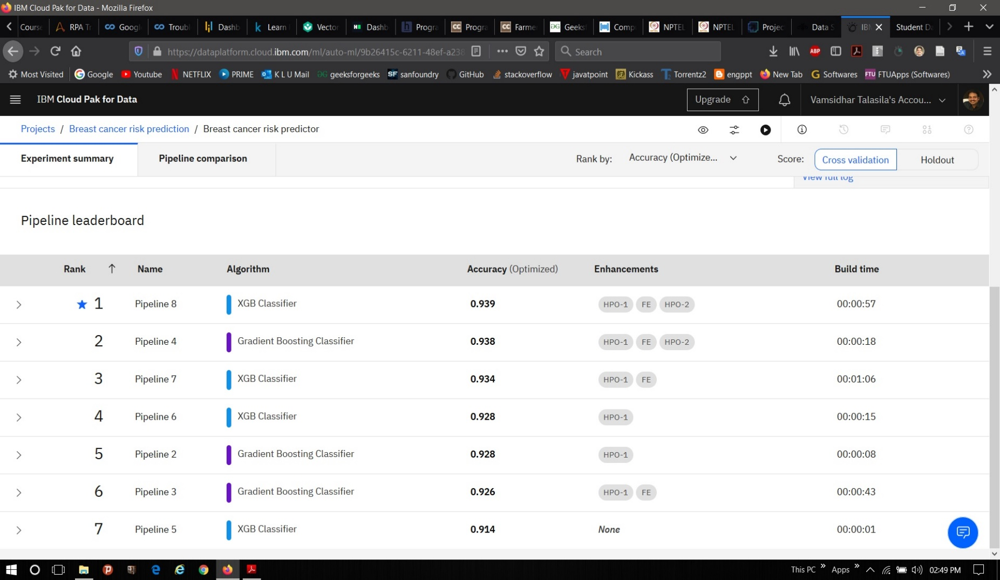 IBM Cloud Pak for Data - Mozilla Firefox
Course RPA Tr Googl Troubl Dashb Learn Vector Dashb Progra Progra Farme Geeks Comp NPTEL NPTEL Projec Data S IBM Student Da
https://dataplatform.cloud.ibm.com/ml/auto-ml/9b26415c-6211-48ef-a238 Search
Most Visited Google Youtube NETFLIX PRIME K L U Mail geeksforgeeks sanfoundry GitHub stackoverflow javatpoint Kickass Torrentz2 engppt New Tab Softwares FTUApps (Softwares)
IBM Cloud Pak for Data Upgrade Vamsidhar Talasila's Accou...
Projects / Breast cancer risk prediction / Breast cancer risk predictor
Experiment summary Pipeline comparison Rank by: Accuracy (Optimize... Score: Cross validation Holdout
View full log
Pipeline leaderboard
Rank Name Algorithm Accuracy (Optimized) Enhancements Build time
1 Pipeline 8 XGB Classifier 0.939 HPO-1 FE HPO-2 00:00:57
2 Pipeline 4 Gradient Boosting Classifier 0.938 HPO-1 FE HPO-2 00:00:18
3 Pipeline 7 XGB Classifier 0.934 HPO-1 FE 00:01:06
4 Pipeline 6 XGB Classifier 0.928 HPO-1 00:00:15
5 Pipeline 2 Gradient Boosting Classifier 0.928 HPO-1 00:00:08
6 Pipeline 3 Gradient Boosting Classifier 0.926 HPO-1 FE 00:00:43
7 Pipeline 5 XGB Classifier 0.914 None 00:00:01
This PC Apps 02:49 PM